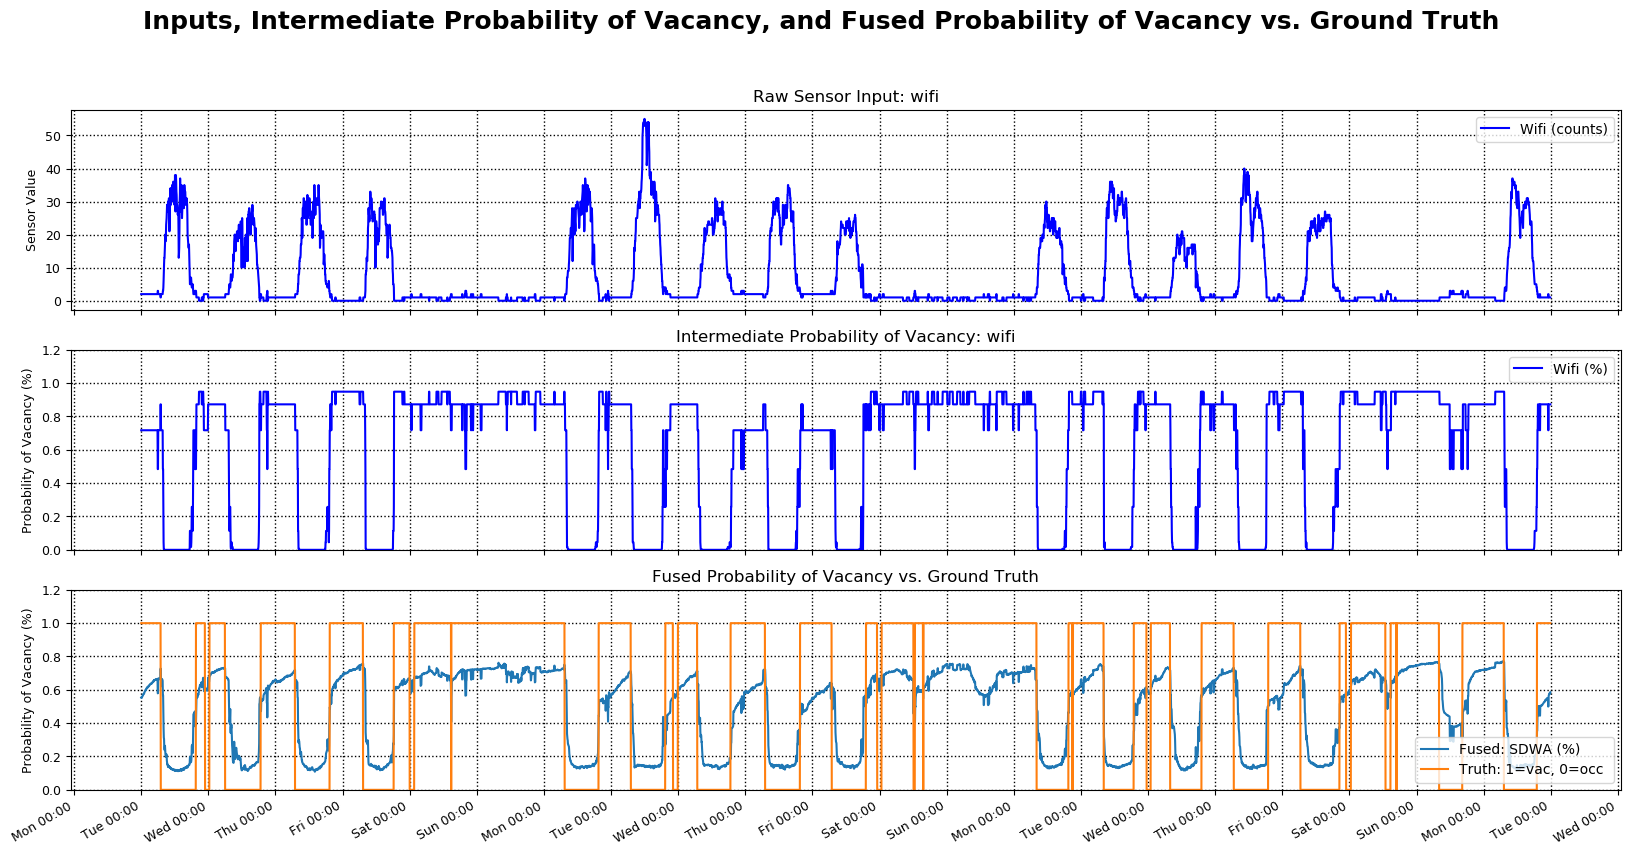 Inputs, Intermediate Probability of Vacancy, and Fused Probability of Vacancy vs. Ground Truth
Raw Sensor Input: wifi
Sensor Value
50
40
30
20
10
0
Wifi (counts)
Intermediate Probability of Vacancy: wifi
Probability of Vacancy (%)
1.2
1.0
0.8
0.6
0.4
0.2
0.0
Wifi (%)
Fused Probability of Vacancy vs. Ground Truth
Probability of Vacancy (%)
1.2
1.0
0.8
0.6
0.4
0.2
0.0
Fused: SDWA (%)
Truth: 1=vac, 0=occ
Mon 00:00
Tue 00:00
Wed 00:00
Thu 00:00
Fri 00:00
Sat 00:00
Sun 00:00
Mon 00:00
Tue 00:00
Wed 00:00
Thu 00:00
Fri 00:00
Sat 00:00
Sun 00:00
Mon 00:00
Tue 00:00
Wed 00:00
Thu 00:00
Fri 00:00
Sat 00:00
Sun 00:00
Mon 00:00
Tue 00:00
Wed 00:00